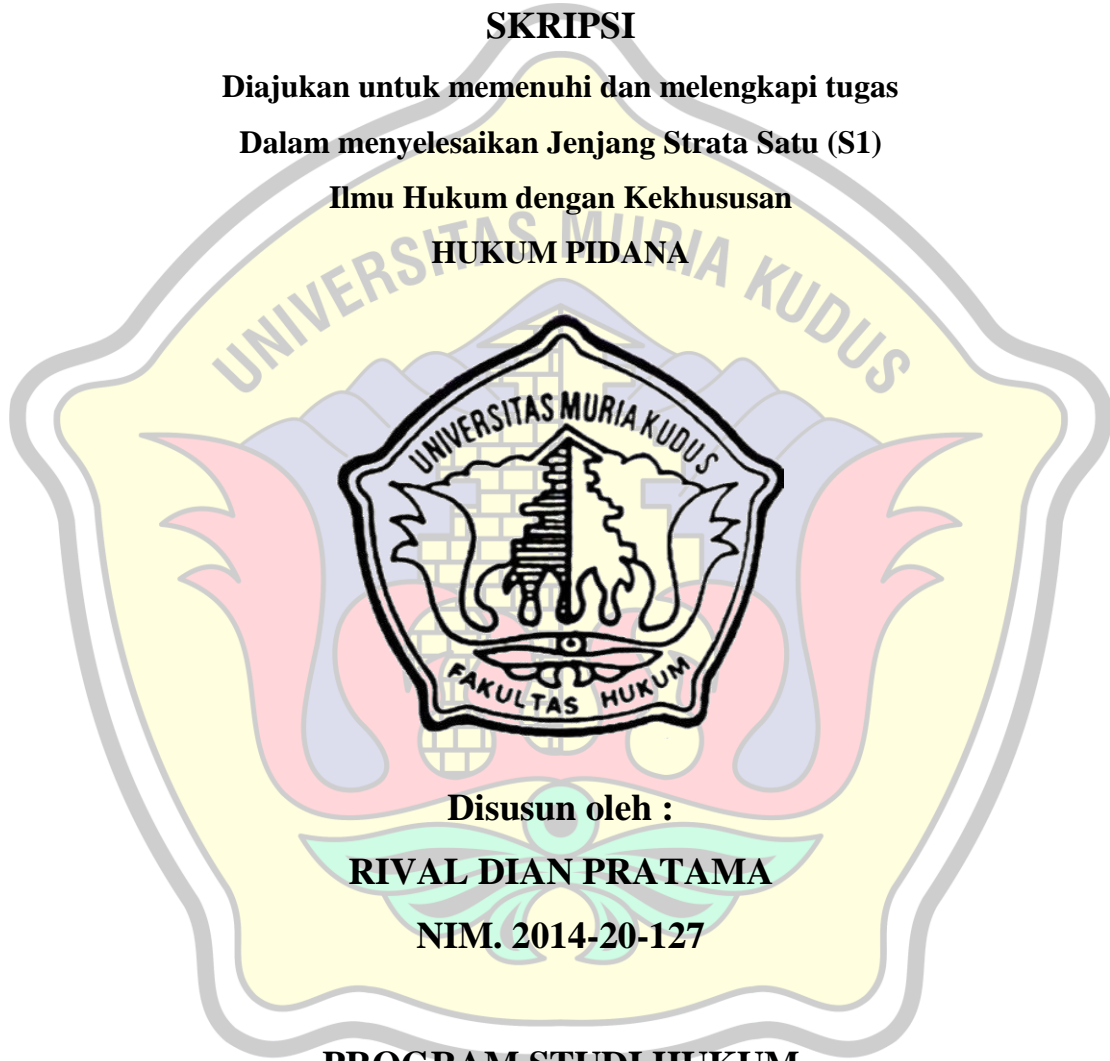 SKRIPSI
Diajukan untuk memenuhi dan melengkapi tugas
Dalam menyelesaikan Jenjang Strata Satu (S1)
Ilmu Hukum dengan Kekhususan
UNIVERSITAS MURIA KUDUS
HUKUM PIDANA
UNIVERSITAS MURIA KUDUS
FAKULTAS HUKUM
Disusun oleh :
RIVAL DIAN PRATAMA
NIM. 2014-20-127
PROGRAM STUDI HUKUM